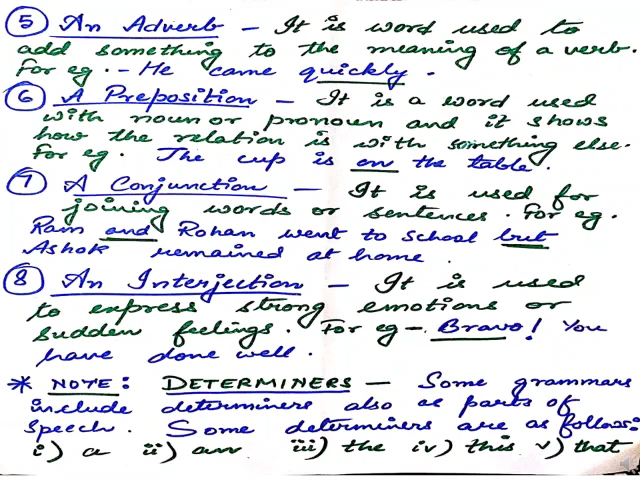 ⑤ An Adverb – It is word used to
add something to the meaning of a verb.
For eg. – He came quickly.
⑥ A Preposition – It is a word used
with noun or pronoun and it shows
how the relation is with something else.
For eg. The cup is on the table.
⑦ A Conjunction – It is used for
joining words or sentences. For eg.
Ram and Rohan went to School but
Ashok remained at home.
⑧ An Interjection – It is used
to express strong emotions or
sudden feelings. For eg – Bravo! You
have done well.
* NOTE: DETERMINERS – Some grammars
include determiners also as parts of
speech. Some determiners are as follows:
i) a ii) an iii) the iv) this v) that